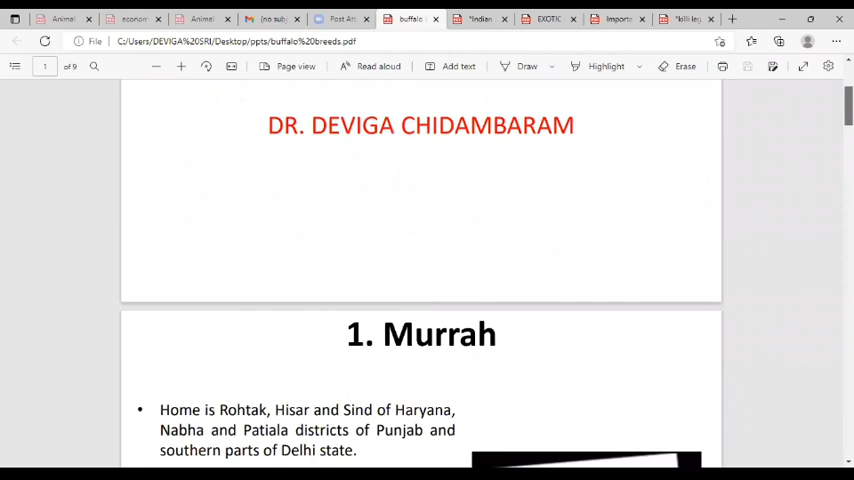 Animal
econom
Animal
(no subj
Post Att
buffalo
*Indian
EXOTIC
Importa
*killi leg
File
C:/Users/DEVIGA%20SRI/Desktop/ppts/buffalo%20breeds.pdf
1 of 9
Page view
Read aloud
Add text
Draw
Highlight
Erase
DR. DEVIGA CHIDAMBARAM
1. Murrah
• Home is Rohtak, Hisar and Sind of Haryana,
Nabha and Patiala districts of Punjab and
southern parts of Delhi state.